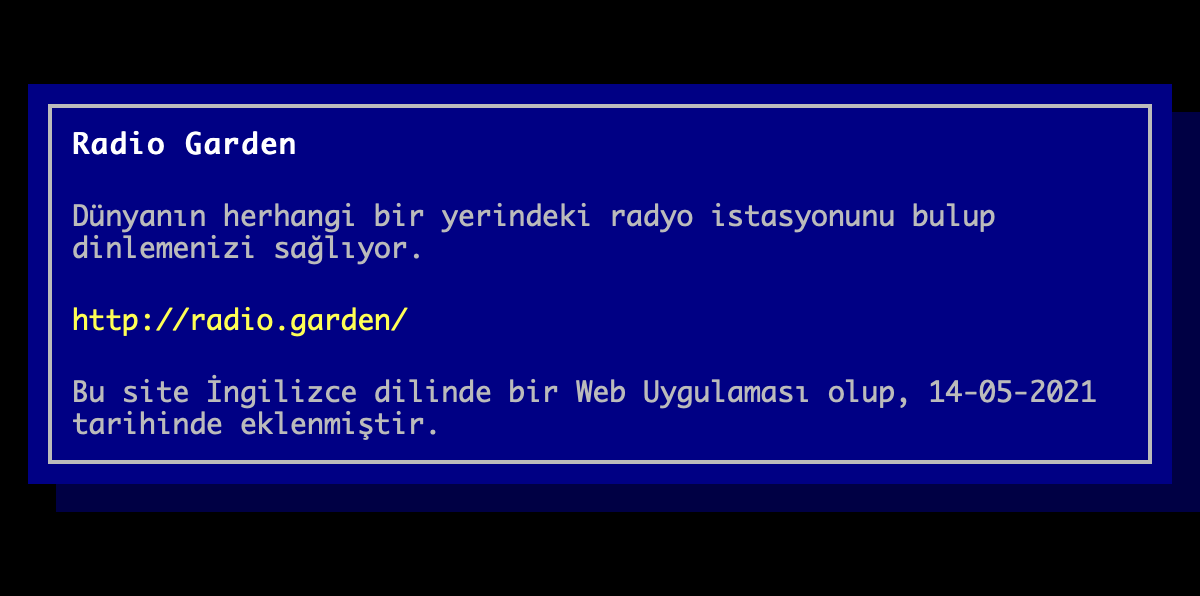 Radio Garden
Dünyanın herhangi bir yerindeki radyo istasyonunu bulup
dinlemenizi sağlıyor.
http://radio.garden/
Bu site İngilizce dilinde bir Web Uygulaması olup, 14-05-2021
tarihinde eklenmiştir.